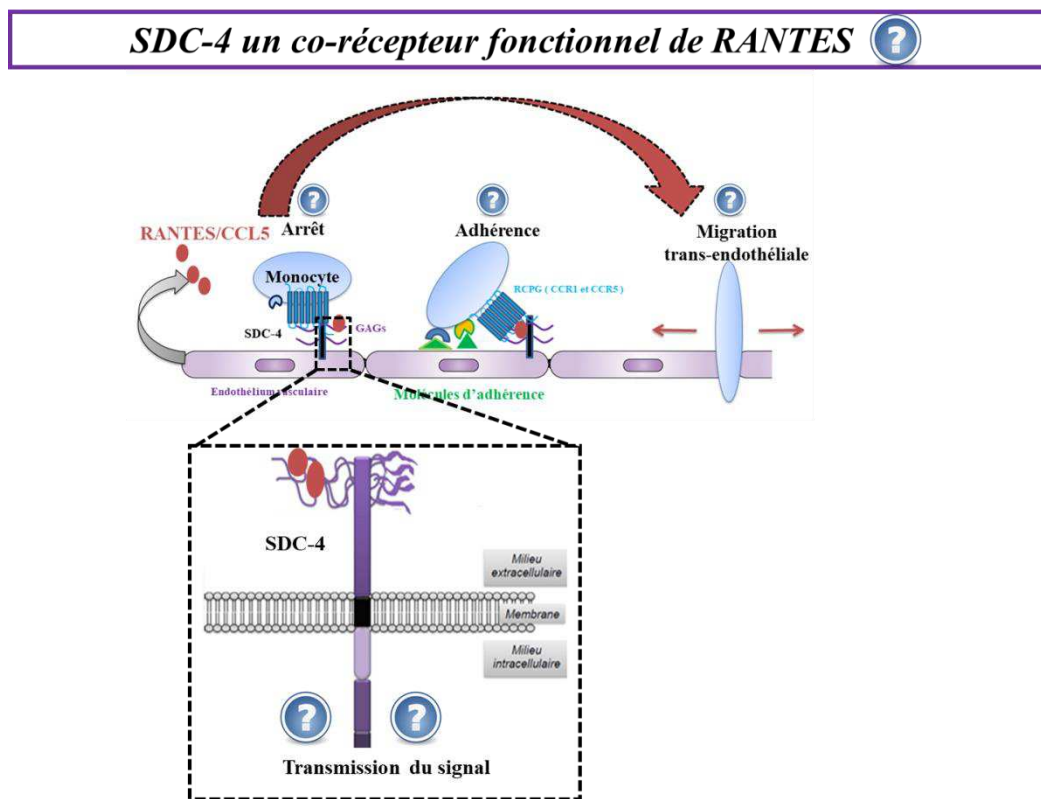 SDC-4 un co-récepteur fonctionnel de RANTES ?
? ? ?
Arrêt Adhérence Migration
trans-endothéliale
RANTES/CCL5
Monocyte
RCPG ( CCR1 et CCR5 )
SDC-4
GAGs
Endothélium vasculaire
Molécules d'adhérence
SDC-4
Milieu
extracellulaire
Membrane
Milieu
intracellulaire
? ?
Transmission du signal